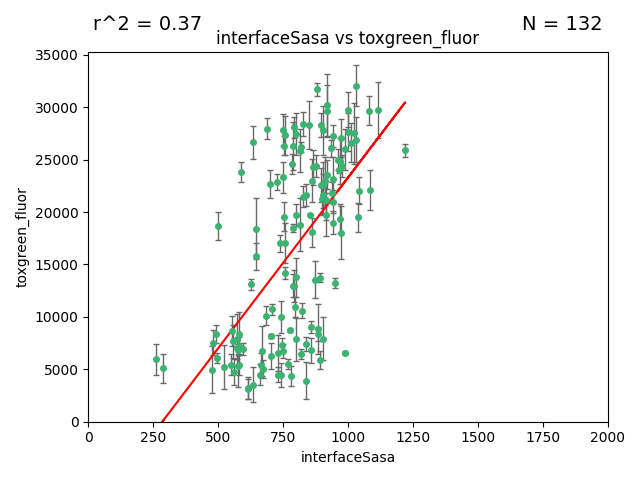 r^2 = 0.37 N = 132
interfaceSasa vs toxgreen_fluor
35000
30000
25000
20000
15000
10000
5000
0
toxgreen_fluor
0 250 500 750 1000 1250 1500 1750 2000
interfaceSasa